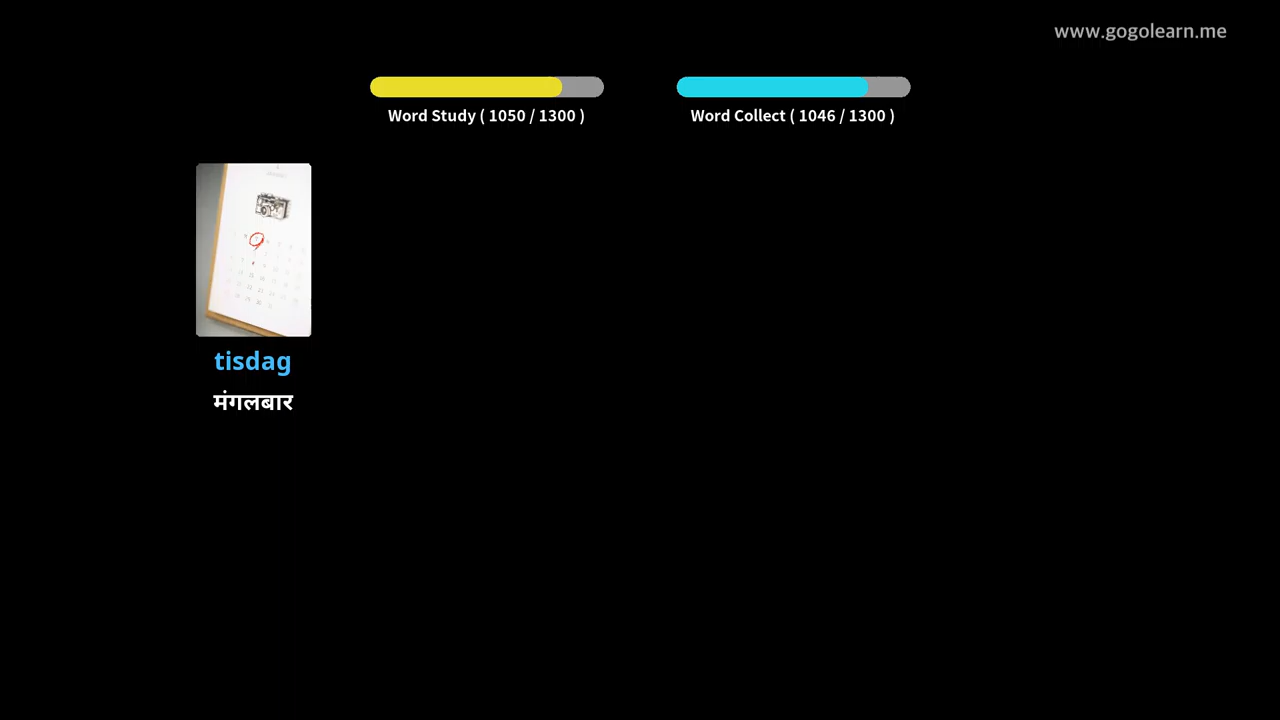 www.gogolearn.me
Word Study ( 1050 / 1300 )
Word Collect ( 1046 / 1300 )
tisdag
मंगलबार